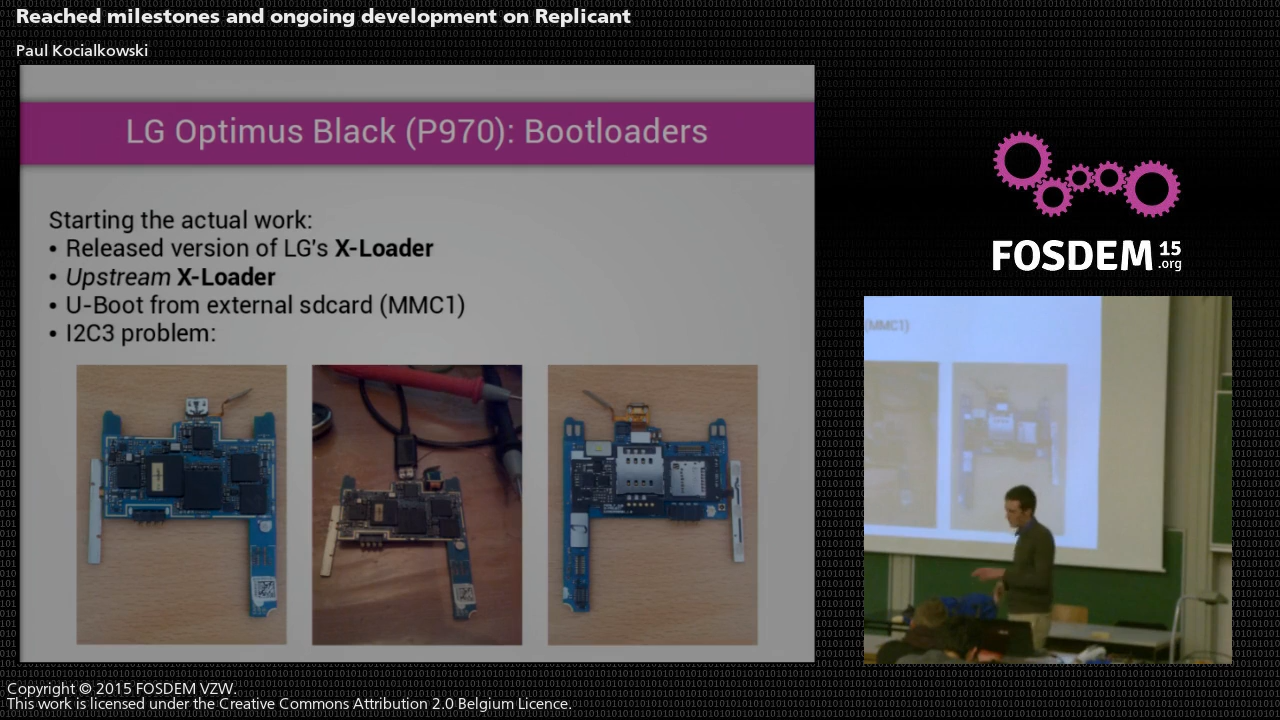 Reached milestones and ongoing development on Replicant
Paul Kocialkowski
LG Optimus Black (P970): Bootloaders
Starting the actual work:
• Released version of LG's X-Loader
• Upstream X-Loader
• U-Boot from external sdcard (MMC1)
• I2C3 problem:
FOSDEM 15
.org
(MMC1)
Copyright © 2015 FOSDEM VZW.
This work is licensed under the Creative Commons Attribution 2.0 Belgium Licence.